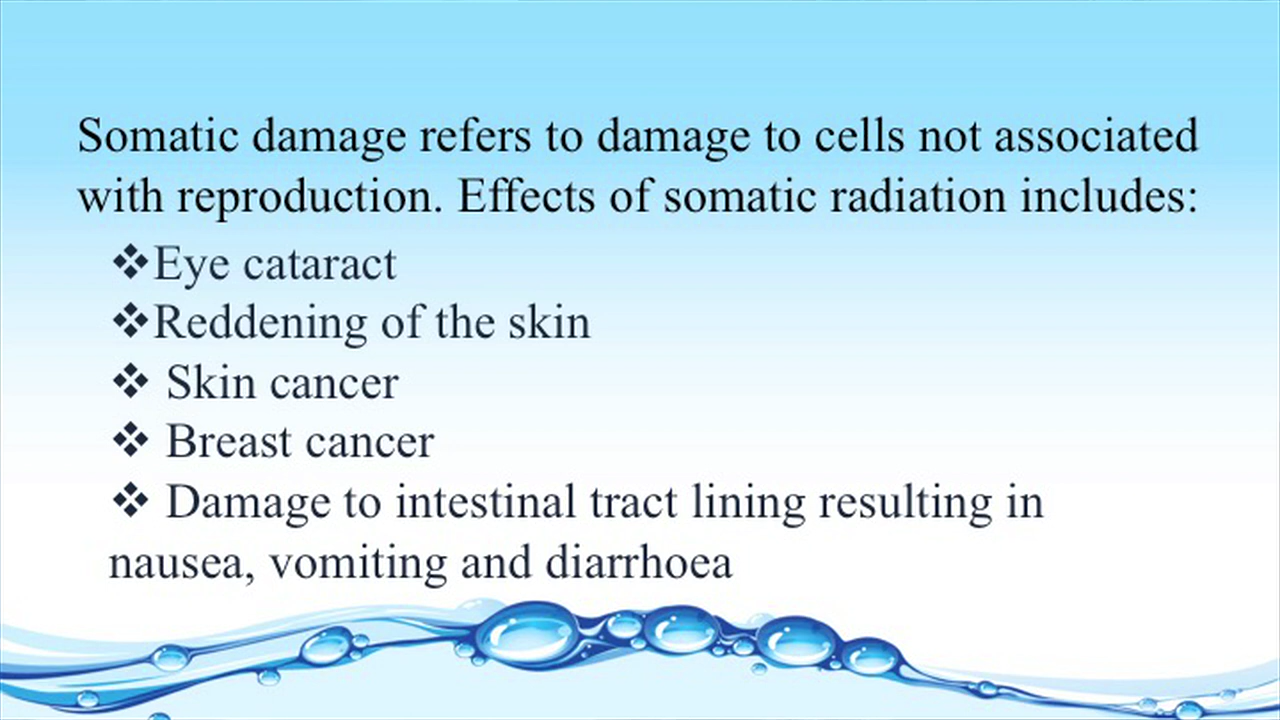 Somatic damage refers to damage to cells not associated
with reproduction. Effects of somatic radiation includes:
❖Eye cataract
❖Reddening of the skin
❖ Skin cancer
❖ Breast cancer
❖ Damage to intestinal tract lining resulting in
nausea, vomiting and diarrhoea